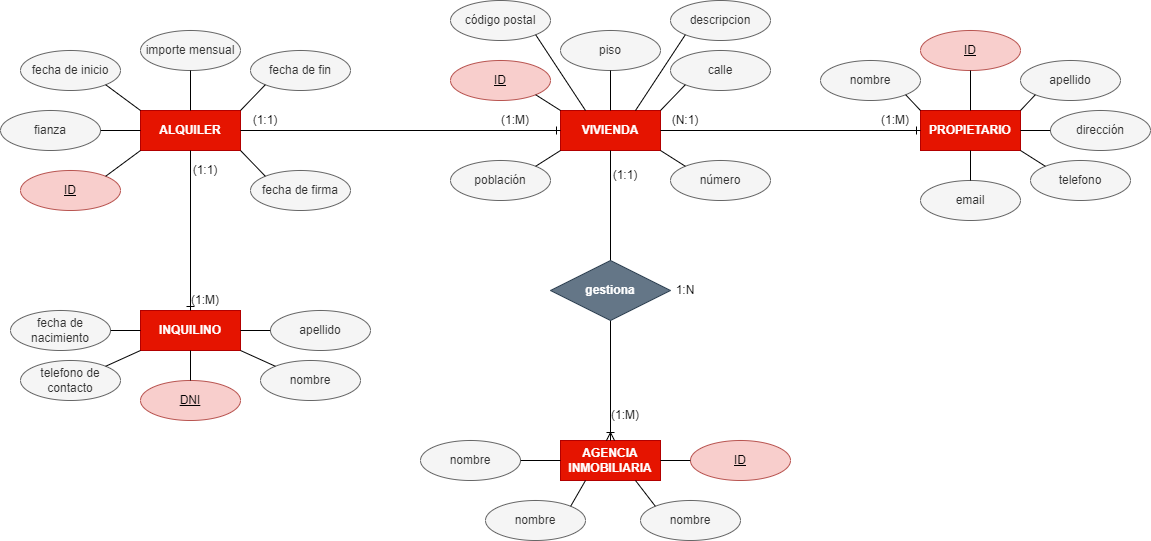 código postal
descripcion
importe mensual
piso
ID
fecha de inicio
fecha de fin
ID
calle
nombre
apellido
fianza
ALQUILER
(1:1)
(1:M)
VIVIENDA
(N:1)
(1:M)
PROPIETARIO
dirección
(1:1)
(1:1)
ID
fecha de firma
población
número
telefono
email
gestiona
1:N
(1:M)
fecha de
nacimiento
INQUILINO
apellido
telefono de
contacto
DNI
nombre
(1:M)
nombre
AGENCIA
INMOBILIARIA
ID
nombre
nombre